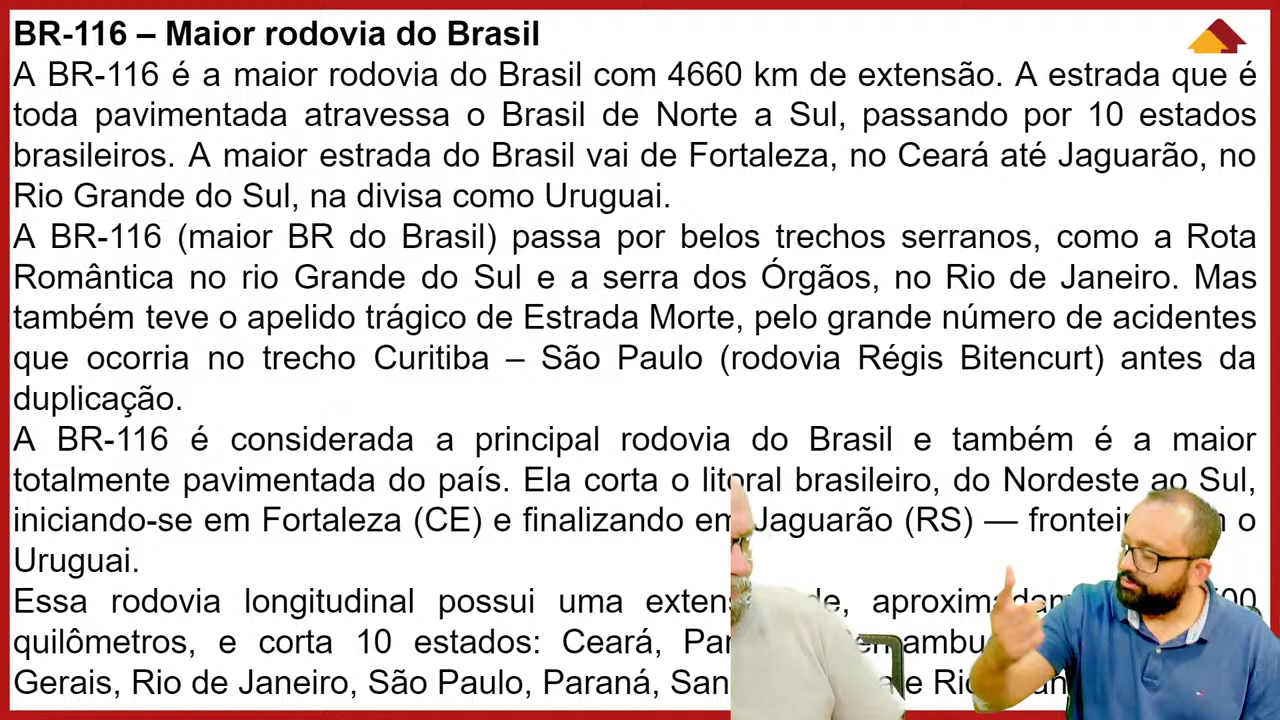 BR-116 – Maior rodovia do Brasil
A BR-116 é a maior rodovia do Brasil com 4660 km de extensão. A estrada que é
toda pavimentada atravessa o Brasil de Norte a Sul, passando por 10 estados
brasileiros. A maior estrada do Brasil vai de Fortaleza, no Ceará até Jaguarão, no
Rio Grande do Sul, na divisa como Uruguai.
A BR-116 (maior BR do Brasil) passa por belos trechos serranos, como a Rota
Romântica no rio Grande do Sul e a serra dos Órgãos, no Rio de Janeiro. Mas
também teve o apelido trágico de Estrada Morte, pelo grande número de acidentes
que ocorria no trecho Curitiba – São Paulo (rodovia Régis Bitencurt) antes da
duplicação.
A BR-116 é considerada a principal rodovia do Brasil e também é a maior
totalmente pavimentada do país. Ela corta o litoral brasileiro, do Nordeste ao Sul,
iniciando-se em Fortaleza (CE) e finalizando em Jaguarão (RS) — o
Uruguai.
Essa rodovia longitudinal possui uma de,
quilômetros, e corta 10 estados: Ceará,
Gerais, Rio de Janeiro, São Paulo, Paraná, e